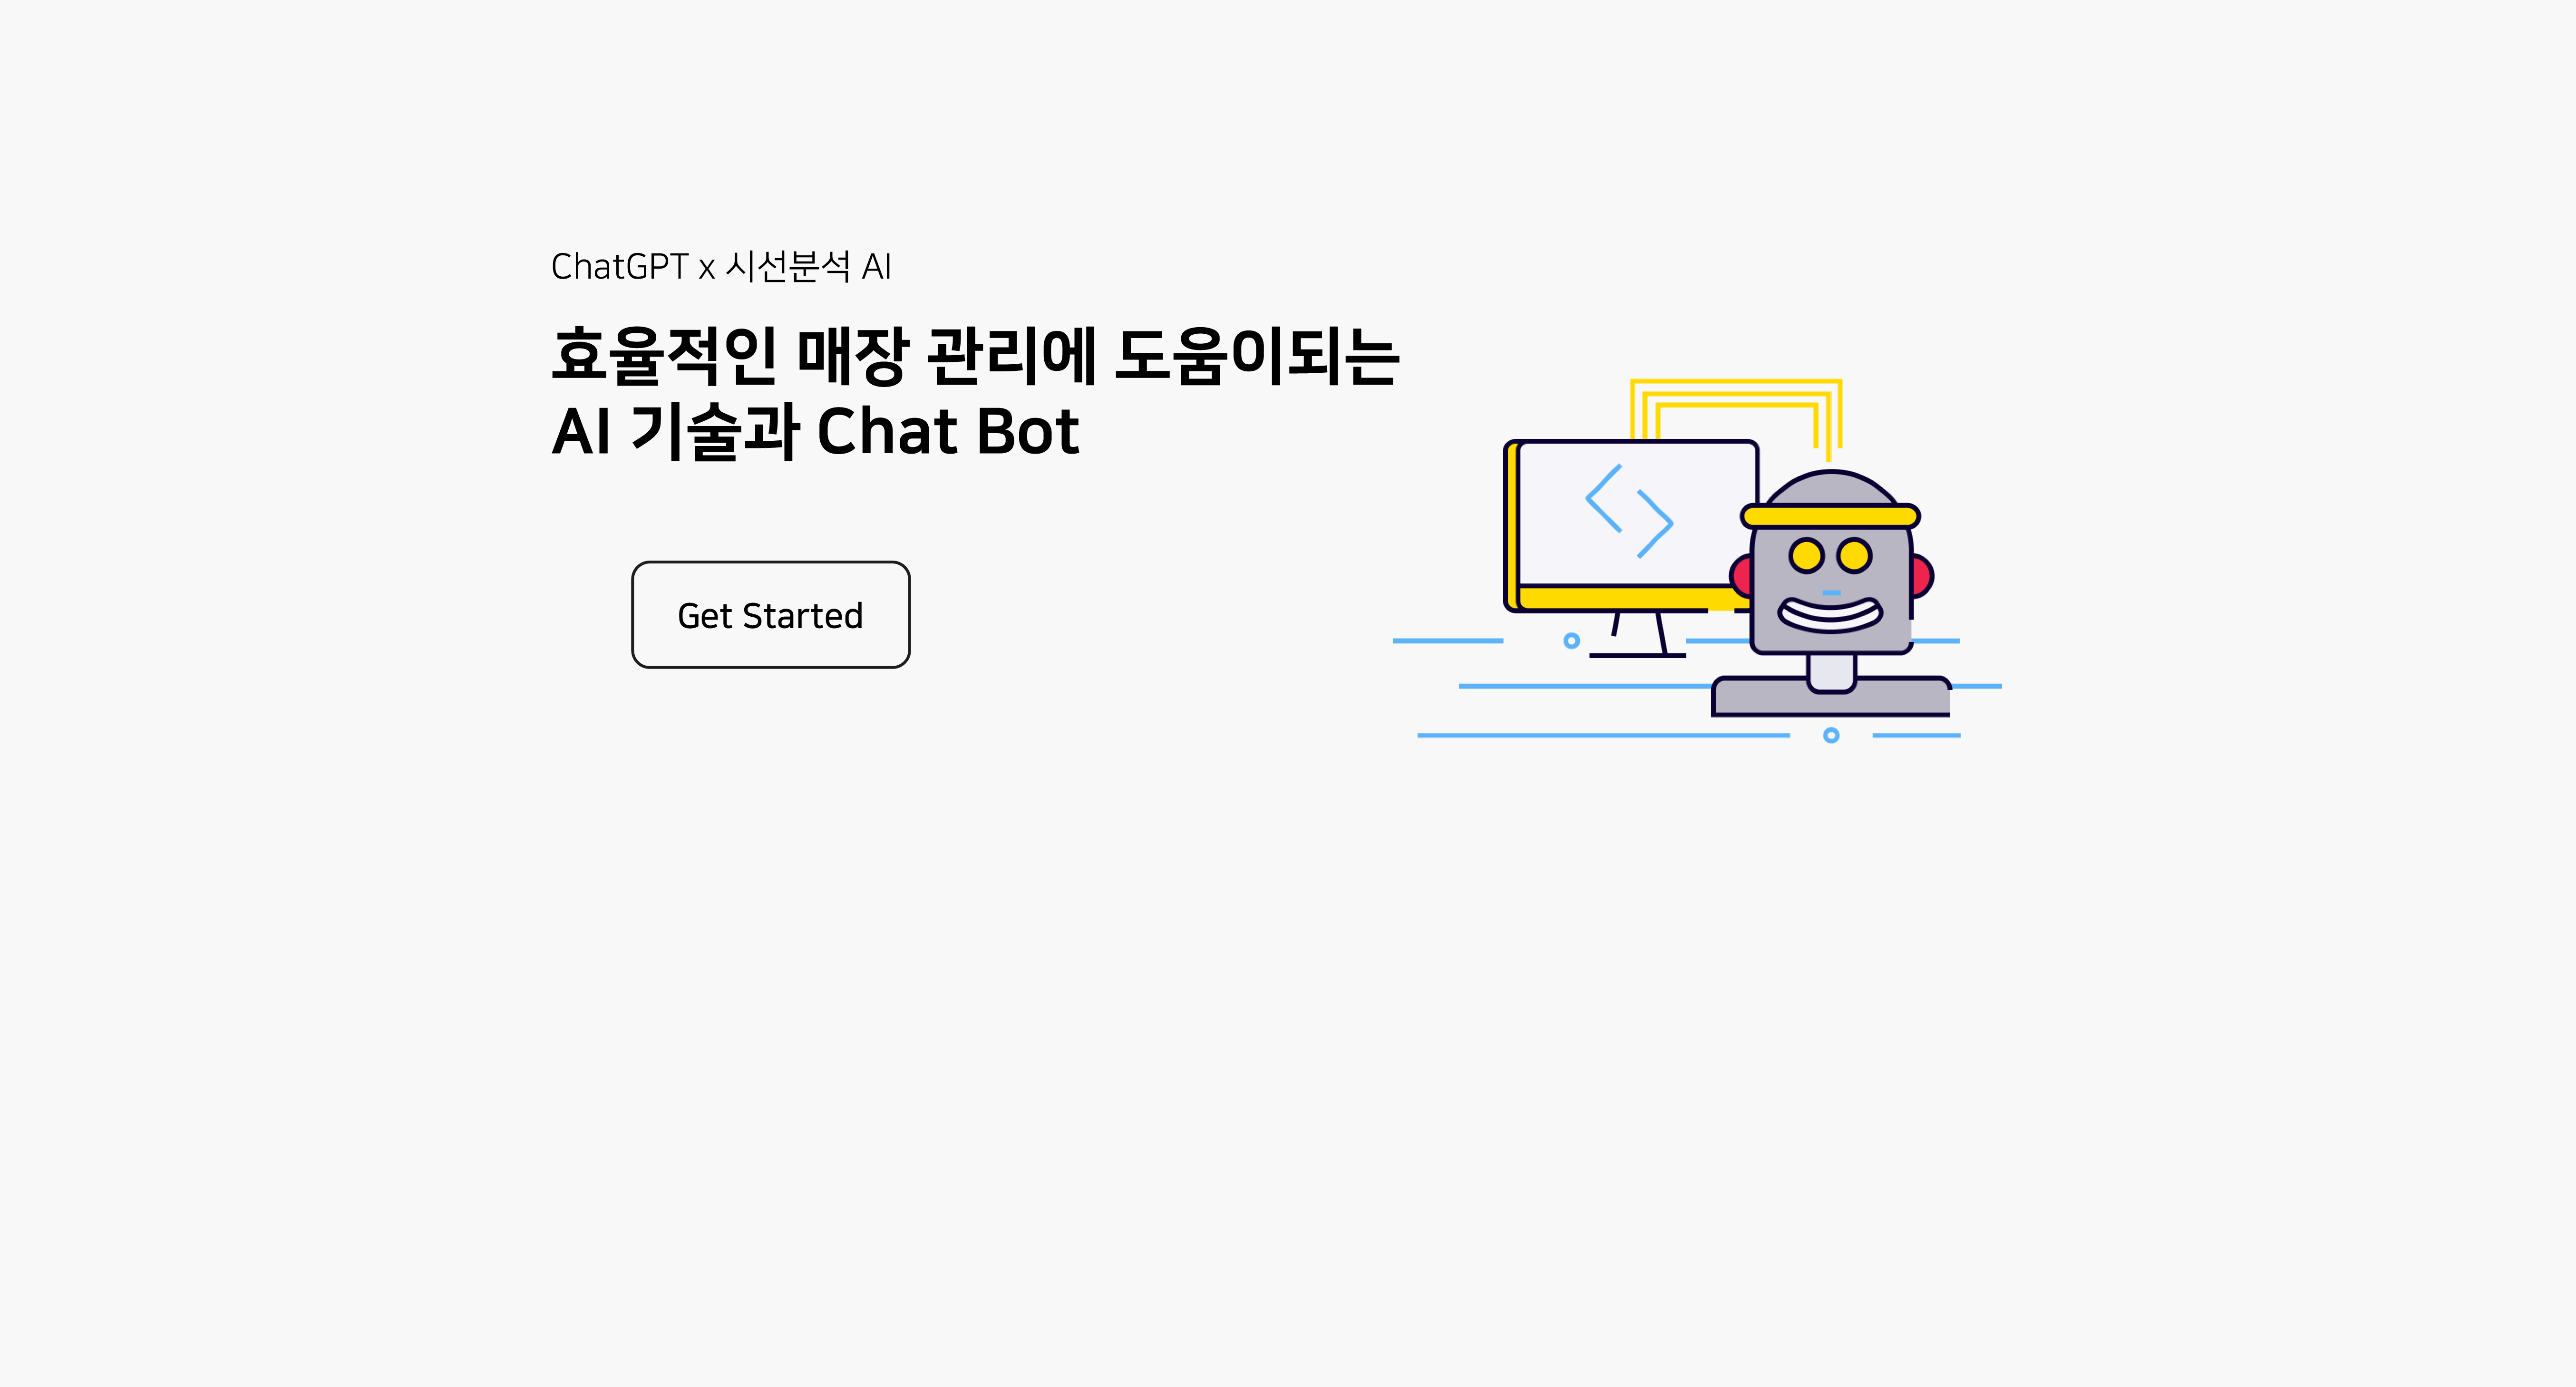 ChatGPT x 시선분석 AI
효율적인 매장 관리에 도움이되는
AI 기술과 Chat Bot
Get Started